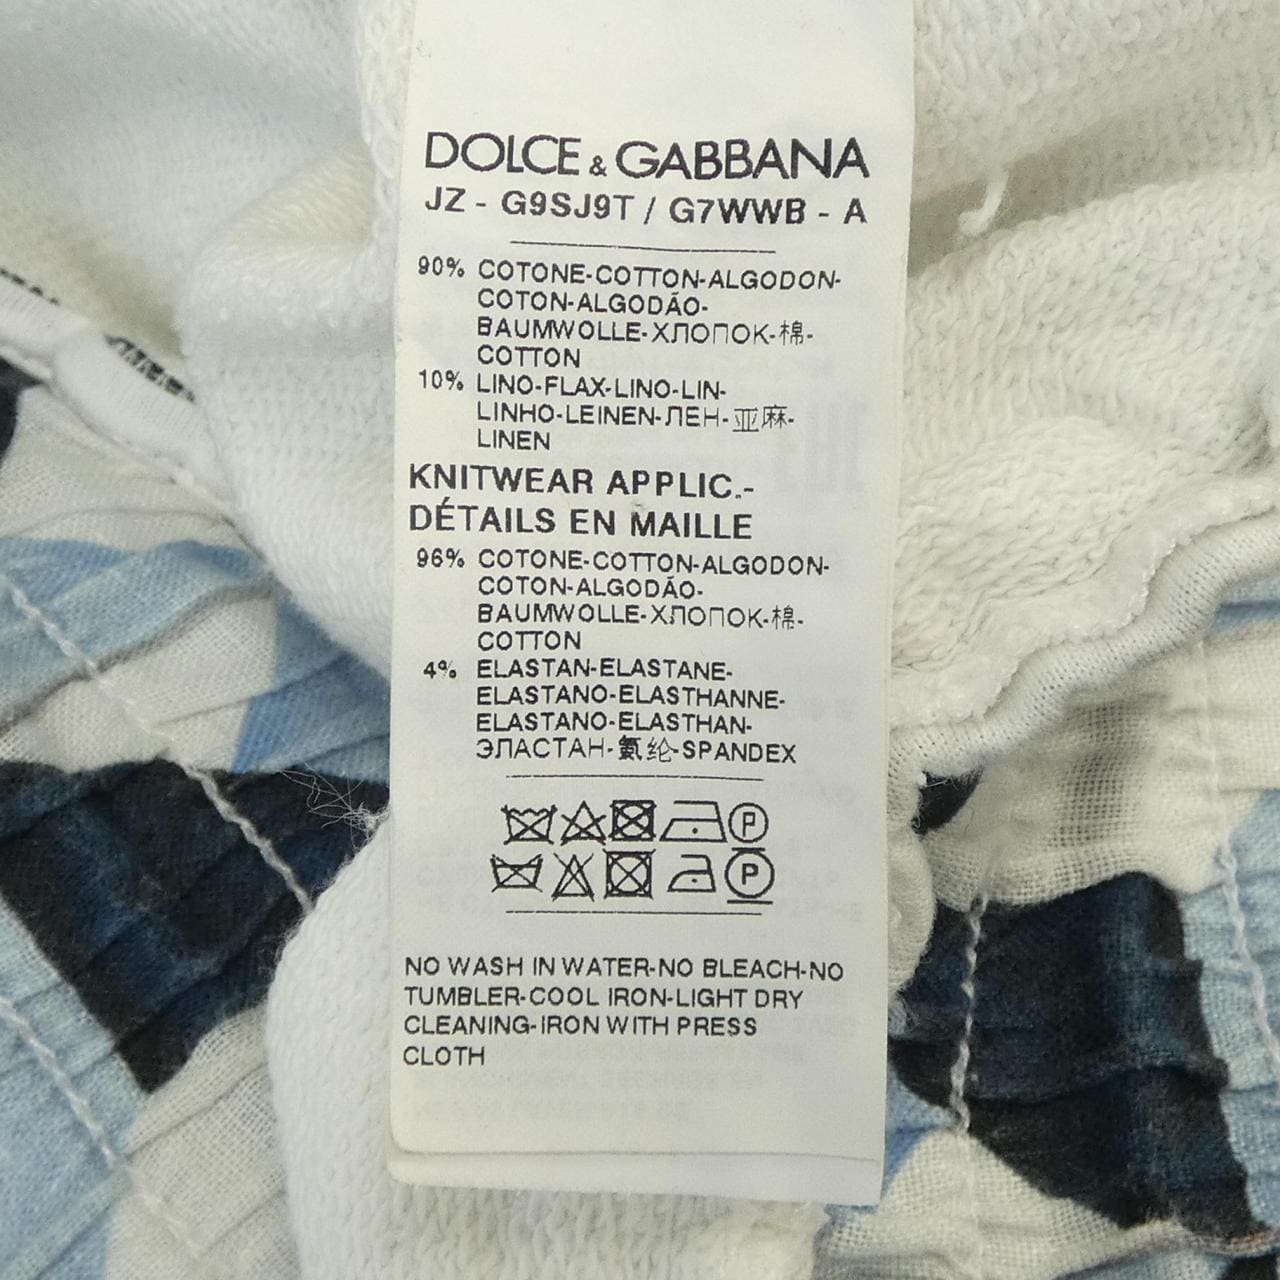 DOLCE & GABBANA
JZ - G9SJ9T / G7WWB - A
90% COTONE-COTTON-ALGODON-
COTON-ALGODÃO-
BAUMWOLLE-ХЛОПОК-棉-
COTTON
10% LINO-FLAX-LINO-LIN-
LINHO-LEINEN-ЛЕН-亚麻-
LINEN
KNITWEAR APPLIC.-
DÉTAILS EN MAILLE
96% COTONE-COTTON-ALGODON-
COTON-ALGODÃO-
BAUMWOLLE-ХЛОПОК-棉-
COTTON
4% ELASTAN-ELASTANE-
ELASTANO-ELASTHANNE-
ELASTANO-ELASTHAN-
ЭЛАСТАН-氨纶-SPANDEX
P
P
NO WASH IN WATER-NO BLEACH-NO
TUMBLER-COOL IRON-LIGHT DRY
CLEANING-IRON WITH PRESS
CLOTH